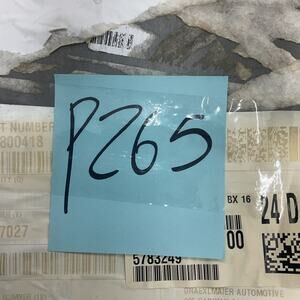 T NUMBER
800418
P265
BX 16
24 D
7027
00
5783249
DRAEXLMAIER AUTOMOTIVE